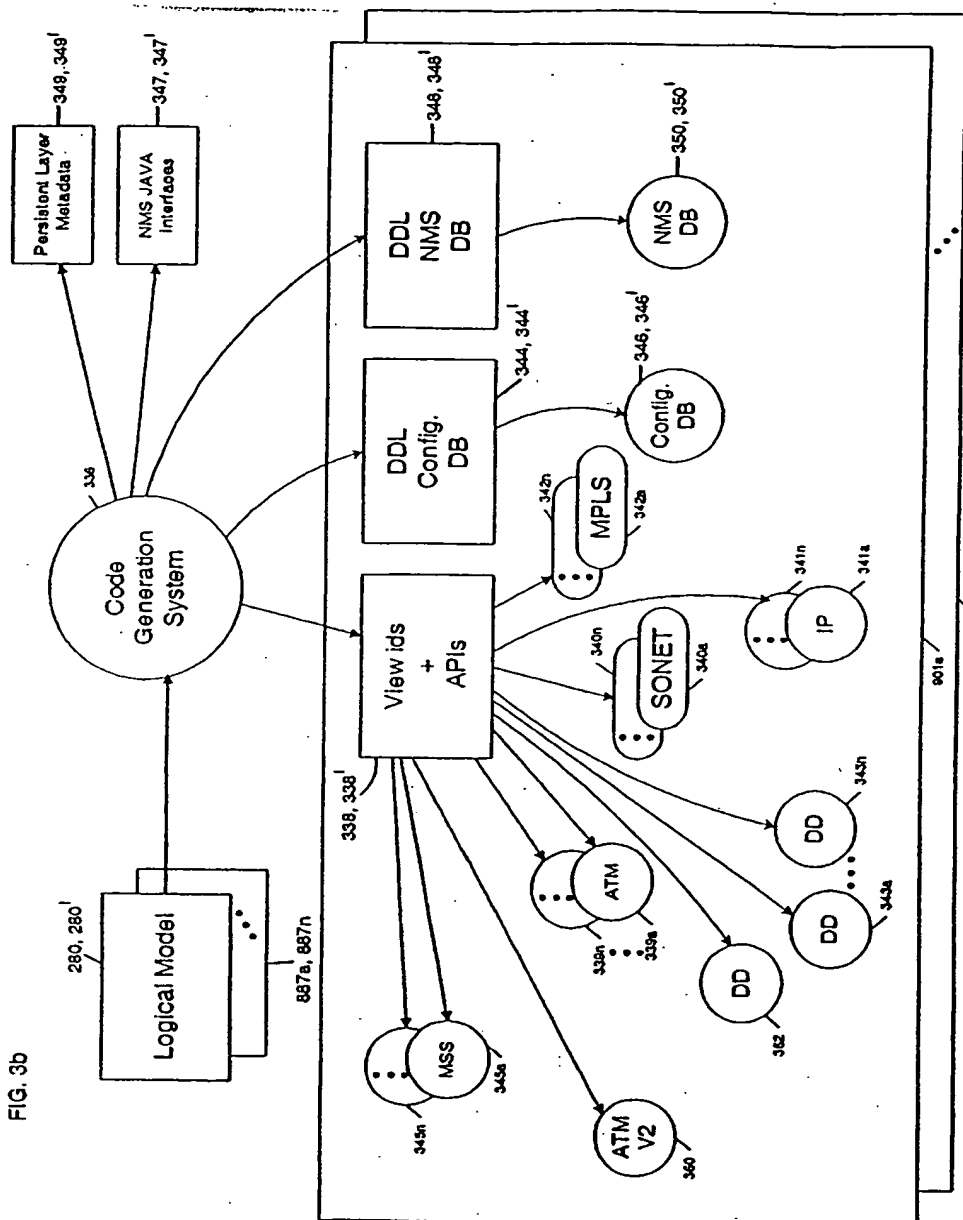 FIG. 3b
Logical Model
280, 280'
887a, 887n
Code
Generation
System
336
Persistent Layer
Metadata
349, 349'
NMS JAVA
Interfaces
347, 347'
View ids
+
APIs
338, 338'
DDL
Config.
DB
344, 344'
DDL
NMS
DB
348, 348'
Config.
DB
346, 346'
NMS
DB
350, 350'
345n
MSS
345a
ATM
V2
360
339n
ATM
339a
DD
362
DD
343a
DD
343n
340n
SONET
340a
342n
MPLS
342a
341n
IP
341a
901a